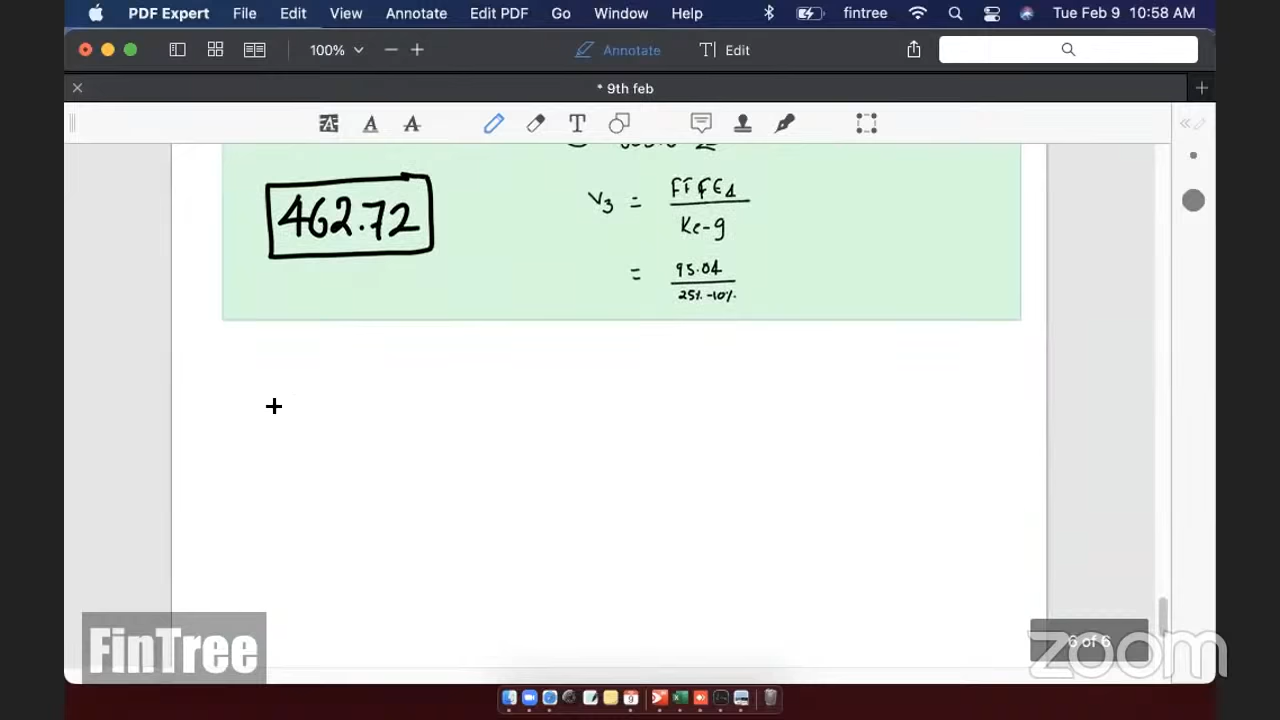 PDF Expert File Edit View Annotate Edit PDF Go Window Help fintree Tue Feb 9 10:58 AM
100% Annotate Edit
* 9th feb
462.72
V3 = FFFE4
Ke-g
= 95.04
25%-10%
FinTree
6 of 6
zoom